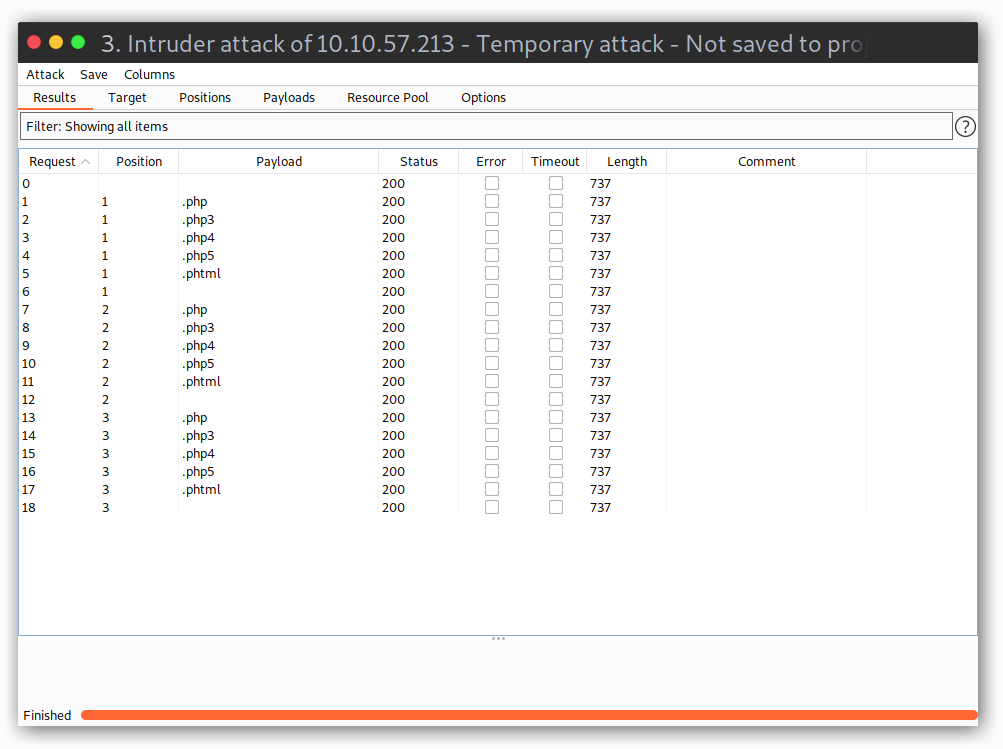 3. Intruder attack of 10.10.57.213 - Temporary attack - Not saved to pro
Attack Save Columns
Results Target Positions Payloads Resource Pool Options
Filter: Showing all items
?
Request Position Payload Status Error Timeout Length Comment
0 200 737
1 1 .php 200 737
2 1 .php3 200 737
3 1 .php4 200 737
4 1 .php5 200 737
5 1 .phtml 200 737
6 1 200 737
7 2 .php 200 737
8 2 .php3 200 737
9 2 .php4 200 737
10 2 .php5 200 737
11 2 .phtml 200 737
12 2 200 737
13 3 .php 200 737
14 3 .php3 200 737
15 3 .php4 200 737
16 3 .php5 200 737
17 3 .phtml 200 737
18 3 200 737
Finished